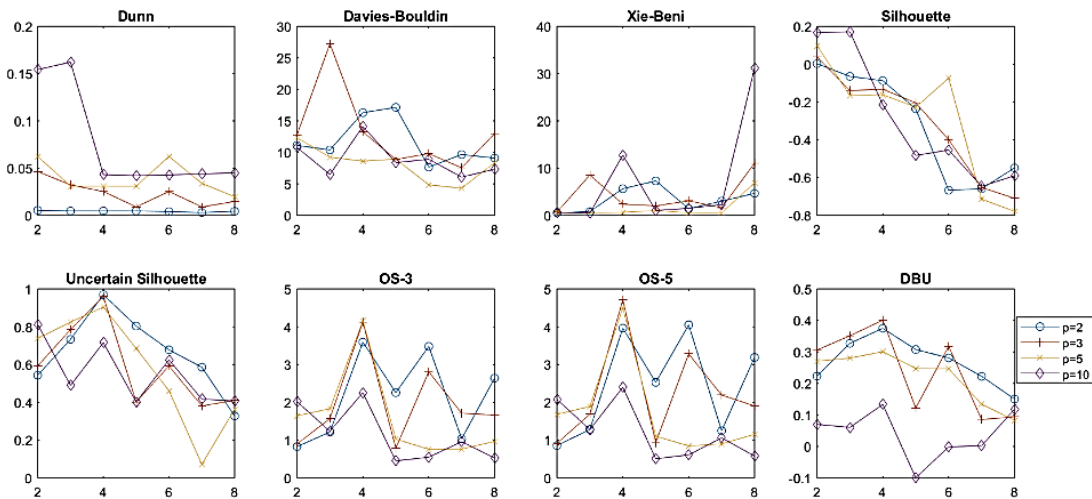 Dunn
Davies-Bouldin
Xie-Beni
Silhouette
0.2
0.15
0.1
0.05
0
2 4 6 8
30
25
20
15
10
5
0
2 4 6 8
40
30
20
10
0
2 4 6 8
0.2
0
-0.2
-0.4
-0.6
-0.8
2 4 6 8
Uncertain Silhouette
OS-3
OS-5
DBU
1
0.8
0.6
0.4
0.2
0
2 4 6 8
5
4
3
2
1
0
2 4 6 8
5
4
3
2
1
0
2 4 6 8
0.5
0.4
0.3
0.2
0.1
0
-0.1
2 4 6 8
p=2
p=3
p=5
p=10